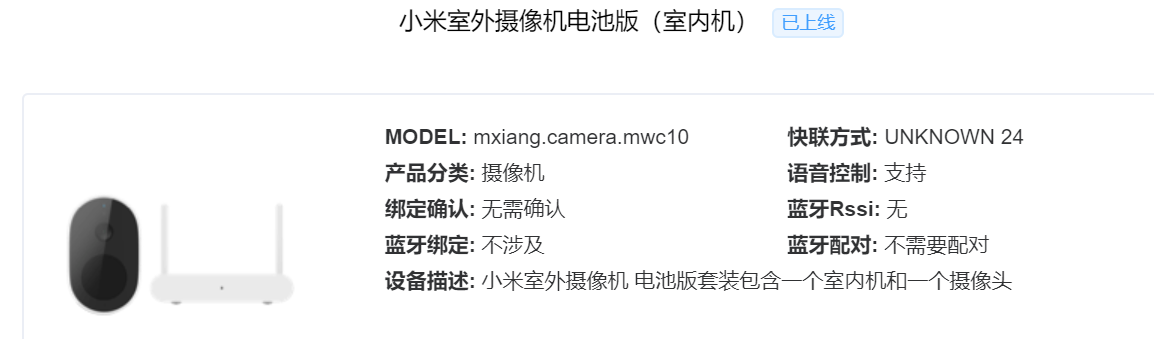 小米室外摄像机电池版（室内机） 已上线
MODEL: mxiang.camera.mwc10 快联方式: UNKNOWN 24
产品分类: 摄像机 语音控制: 支持
绑定确认: 无需确认 蓝牙Rssi: 无
蓝牙绑定: 不涉及 蓝牙配对: 不需要配对
设备描述: 小米室外摄像机 电池版套装包含一个室内机和一个摄像头